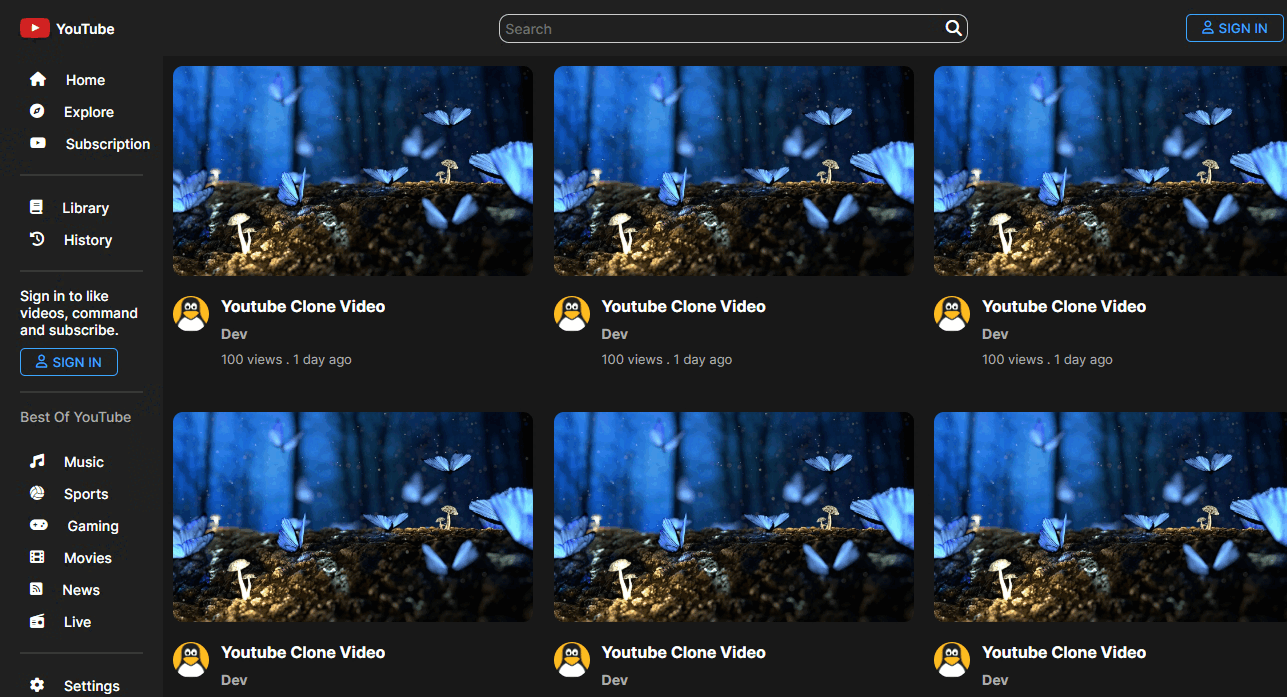 YouTube
Search
SIGN IN
Home
Explore
Subscription
Library
History
Sign in to like
videos, command
and subscribe.
SIGN IN
Best Of YouTube
Music
Sports
Gaming
Movies
News
Live
Settings
Youtube Clone Video
Dev
100 views . 1 day ago
Youtube Clone Video
Dev
100 views . 1 day ago
Youtube Clone Video
Dev
100 views . 1 day ago
Youtube Clone Video
Dev
Youtube Clone Video
Dev
Youtube Clone Video
Dev